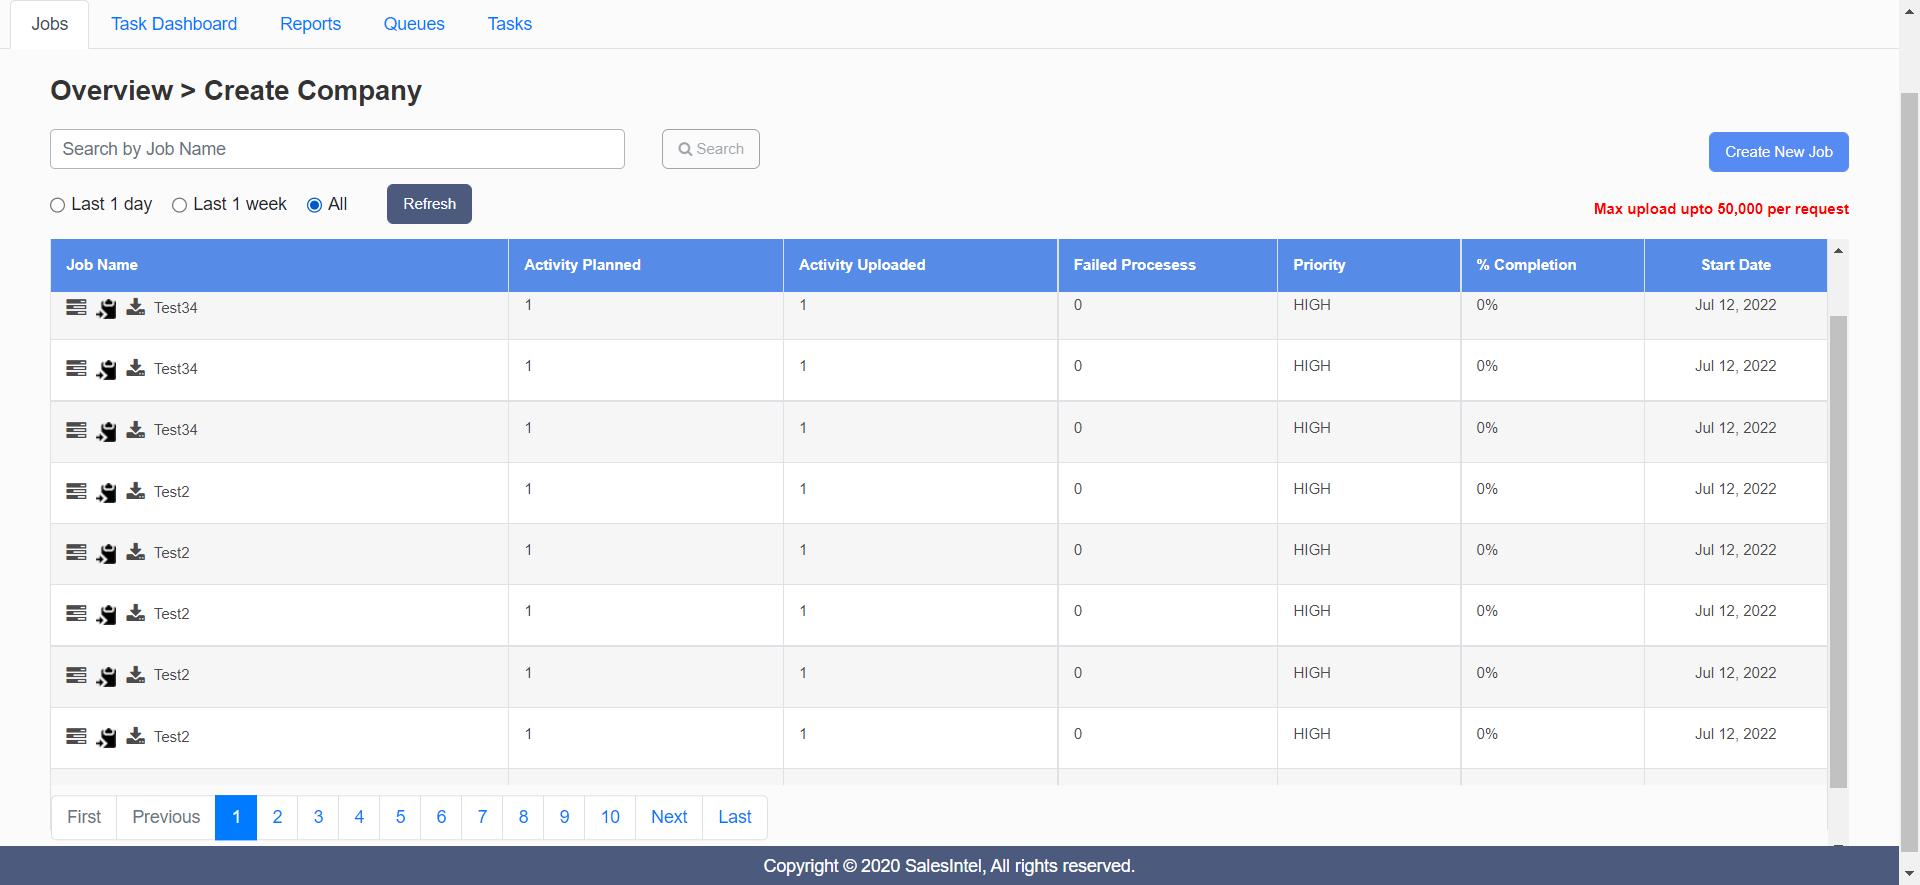 Jobs Task Dashboard Reports Queues Tasks
Overview > Create Company
Search by Job Name Search Create New Job
Last 1 day Last 1 week All Refresh Max upload upto 50,000 per request
Job Name Activity Planned Activity Uploaded Failed Procesess Priority % Completion Start Date
Test34 1 1 0 HIGH 0% Jul 12, 2022
Test34 1 1 0 HIGH 0% Jul 12, 2022
Test34 1 1 0 HIGH 0% Jul 12, 2022
Test2 1 1 0 HIGH 0% Jul 12, 2022
Test2 1 1 0 HIGH 0% Jul 12, 2022
Test2 1 1 0 HIGH 0% Jul 12, 2022
Test2 1 1 0 HIGH 0% Jul 12, 2022
Test2 1 1 0 HIGH 0% Jul 12, 2022
First Previous 1 2 3 4 5 6 7 8 9 10 Next Last
Copyright © 2020 SalesIntel, All rights reserved.